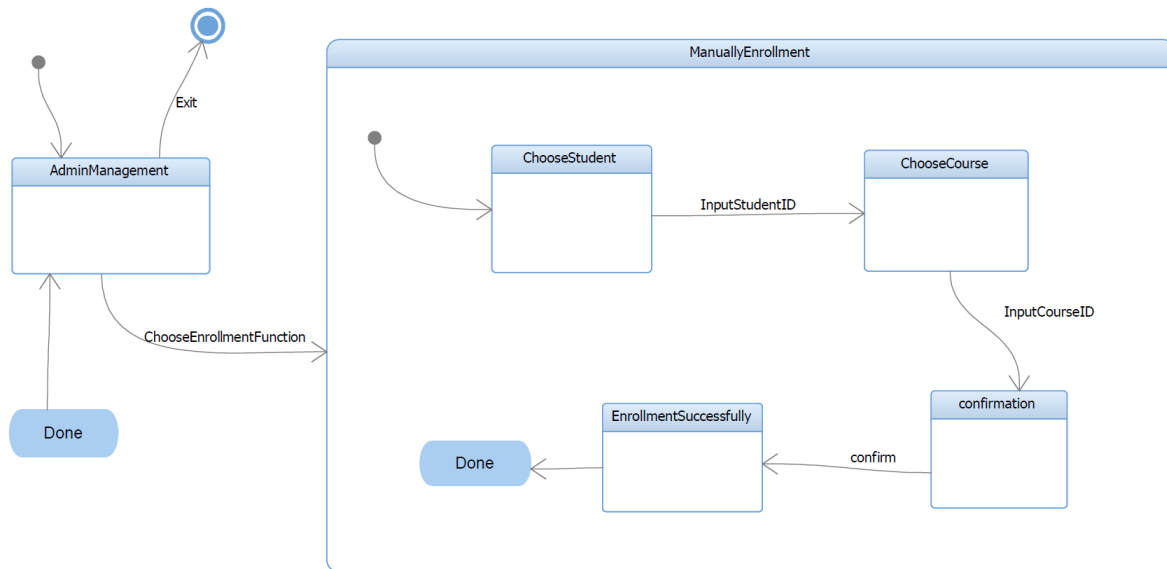 ManuallyEnrollment
Exit
AdminManagement
ChooseStudent
ChooseCourse
InputStudentID
ChooseEnrollmentFunction
InputCourseID
Done
EnrollmentSuccessfully
confirmation
Done
confirm